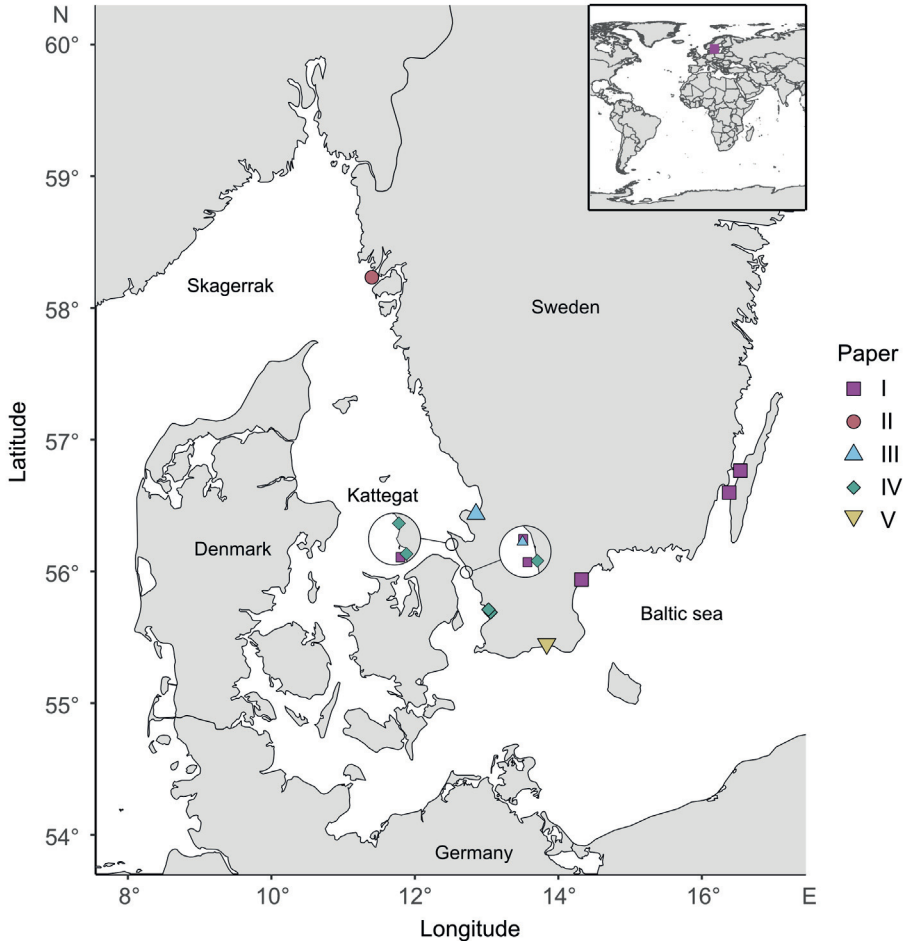 N
60°
59°
58°
57°
56°
55°
54°
Latitude
Skagerrak
Sweden
Kattegat
Denmark
Baltic sea
Germany
Paper
I
II
III
IV
V
8°
10°
12°
14°
16°
E
Longitude